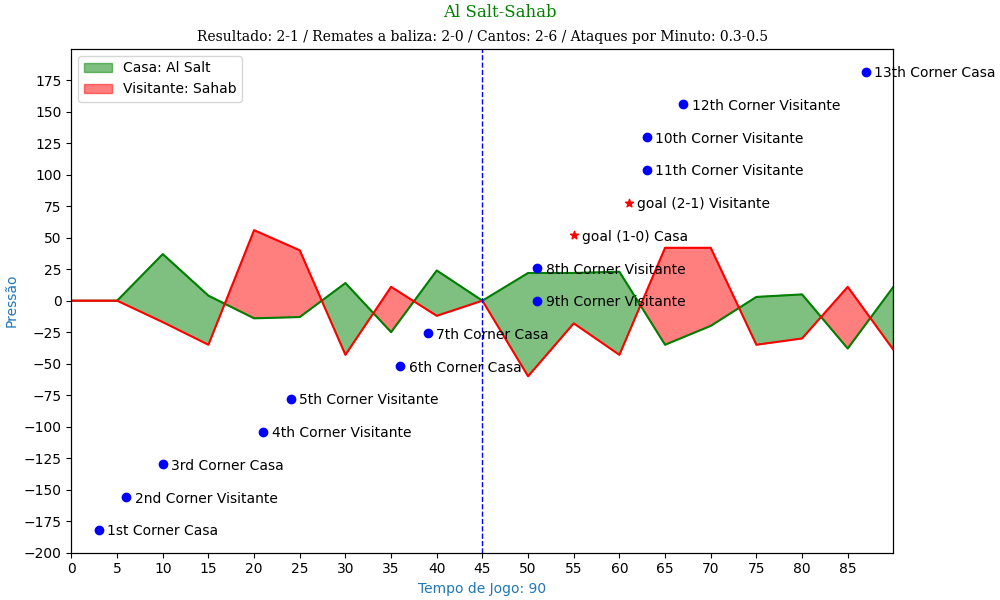 Al Salt-Sahab
Resultado: 2-1 / Remates a baliza: 2-0 / Cantos: 2-6 / Ataques por Minuto: 0.3-0.5
Casa: Al Salt
Visitante: Sahab
13th Corner Casa
12th Corner Visitante
10th Corner Visitante
11th Corner Visitante
goal (2-1) Visitante
goal (1-0) Casa
8th Corner Visitante
9th Corner Visitante
7th Corner Casa
6th Corner Casa
5th Corner Visitante
4th Corner Visitante
3rd Corner Casa
2nd Corner Visitante
1st Corner Casa
Pressão
175
150
125
100
75
50
25
0
−25
−50
−75
−100
−125
−150
−175
−200
0 5 10 15 20 25 30 35 40 45 50 55 60 65 70 75 80 85
Tempo de Jogo: 90